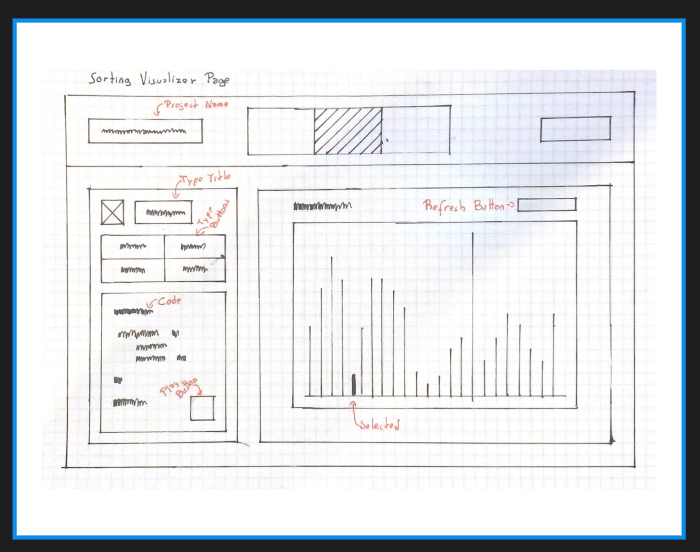 Sorting Visualizer Page
Project Name
Type Title
Type
Buttons
Refresh Button
Code
Play
Button
Selected